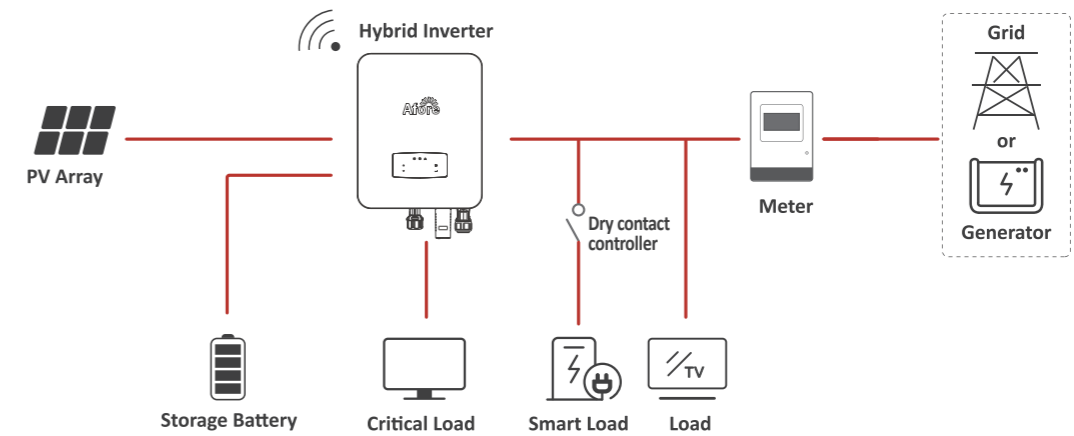 Hybrid Inverter
Grid
Afore
or
PV Array
Meter
Generator
Dry contact
controller
TV
Storage Battery
Critical Load
Smart Load
Load